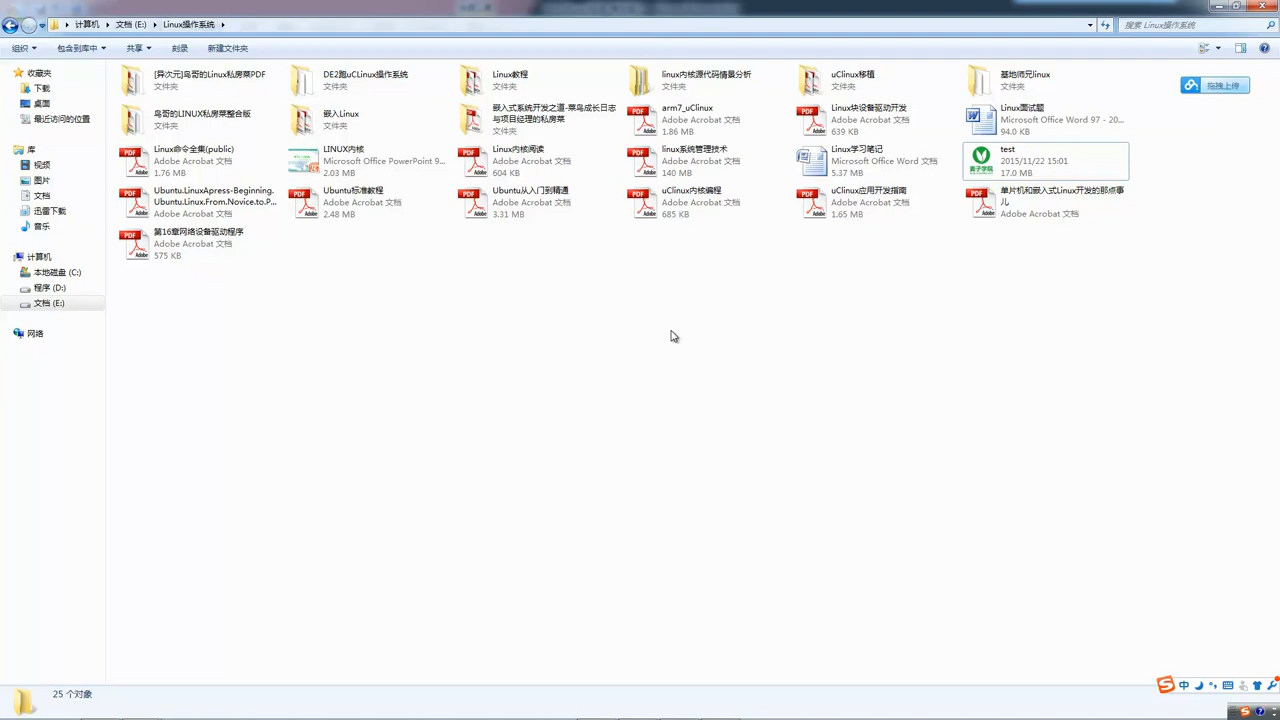 计算机 文档 (E:) Linux操作系统
搜索 Linux操作系统
组织 包含到库中 共享 刻录 新建文件夹
收藏夹
下载
桌面
最近访问的位置
库
视频
图片
文档
迅雷下载
音乐
计算机
本地磁盘 (C:)
程序 (D:)
文档 (E:)
网络
[异次元]鸟哥的Linux私房菜PDF
文件夹
DE2跑uCLinux操作系统
文件夹
Linux教程
文件夹
linux内核源代码情景分析
文件夹
uClinux移植
文件夹
基地师兄linux
文件夹
拖拽上传
鸟哥的LINUX私房菜整合版
文件夹
嵌入Linux
文件夹
嵌入式系统开发之道-菜鸟成长日志
与项目经理的私房菜
文件夹
arm7_uClinux
Adobe Acrobat 文档
1.86 MB
Linux块设备驱动开发
Adobe Acrobat 文档
639 KB
Linux面试题
Microsoft Office Word 97 - 20...
94.0 KB
Linux命令全集(public)
Adobe Acrobat 文档
1.76 MB
LINUX内核
Microsoft Office PowerPoint 9...
2.03 MB
Linux内核阅读
Adobe Acrobat 文档
604 KB
linux系统管理技术
Adobe Acrobat 文档
140 MB
Linux学习笔记
Microsoft Office Word 文档
5.37 MB
test
2015/11/22 15:01
17.0 MB
Ubuntu.LinuxApress-Beginning.
Ubuntu.Linux.From.Novice.to.P...
Adobe Acrobat 文档
Ubuntu标准教程
Adobe Acrobat 文档
2.48 MB
Ubuntu从入门到精通
Adobe Acrobat 文档
3.31 MB
uClinux内核编程
Adobe Acrobat 文档
685 KB
uClinux应用开发指南
Adobe Acrobat 文档
1.65 MB
单片机和嵌入式Linux开发的那点事
儿
Adobe Acrobat 文档
第16章网络设备驱动程序
Adobe Acrobat 文档
575 KB
25 个对象
中